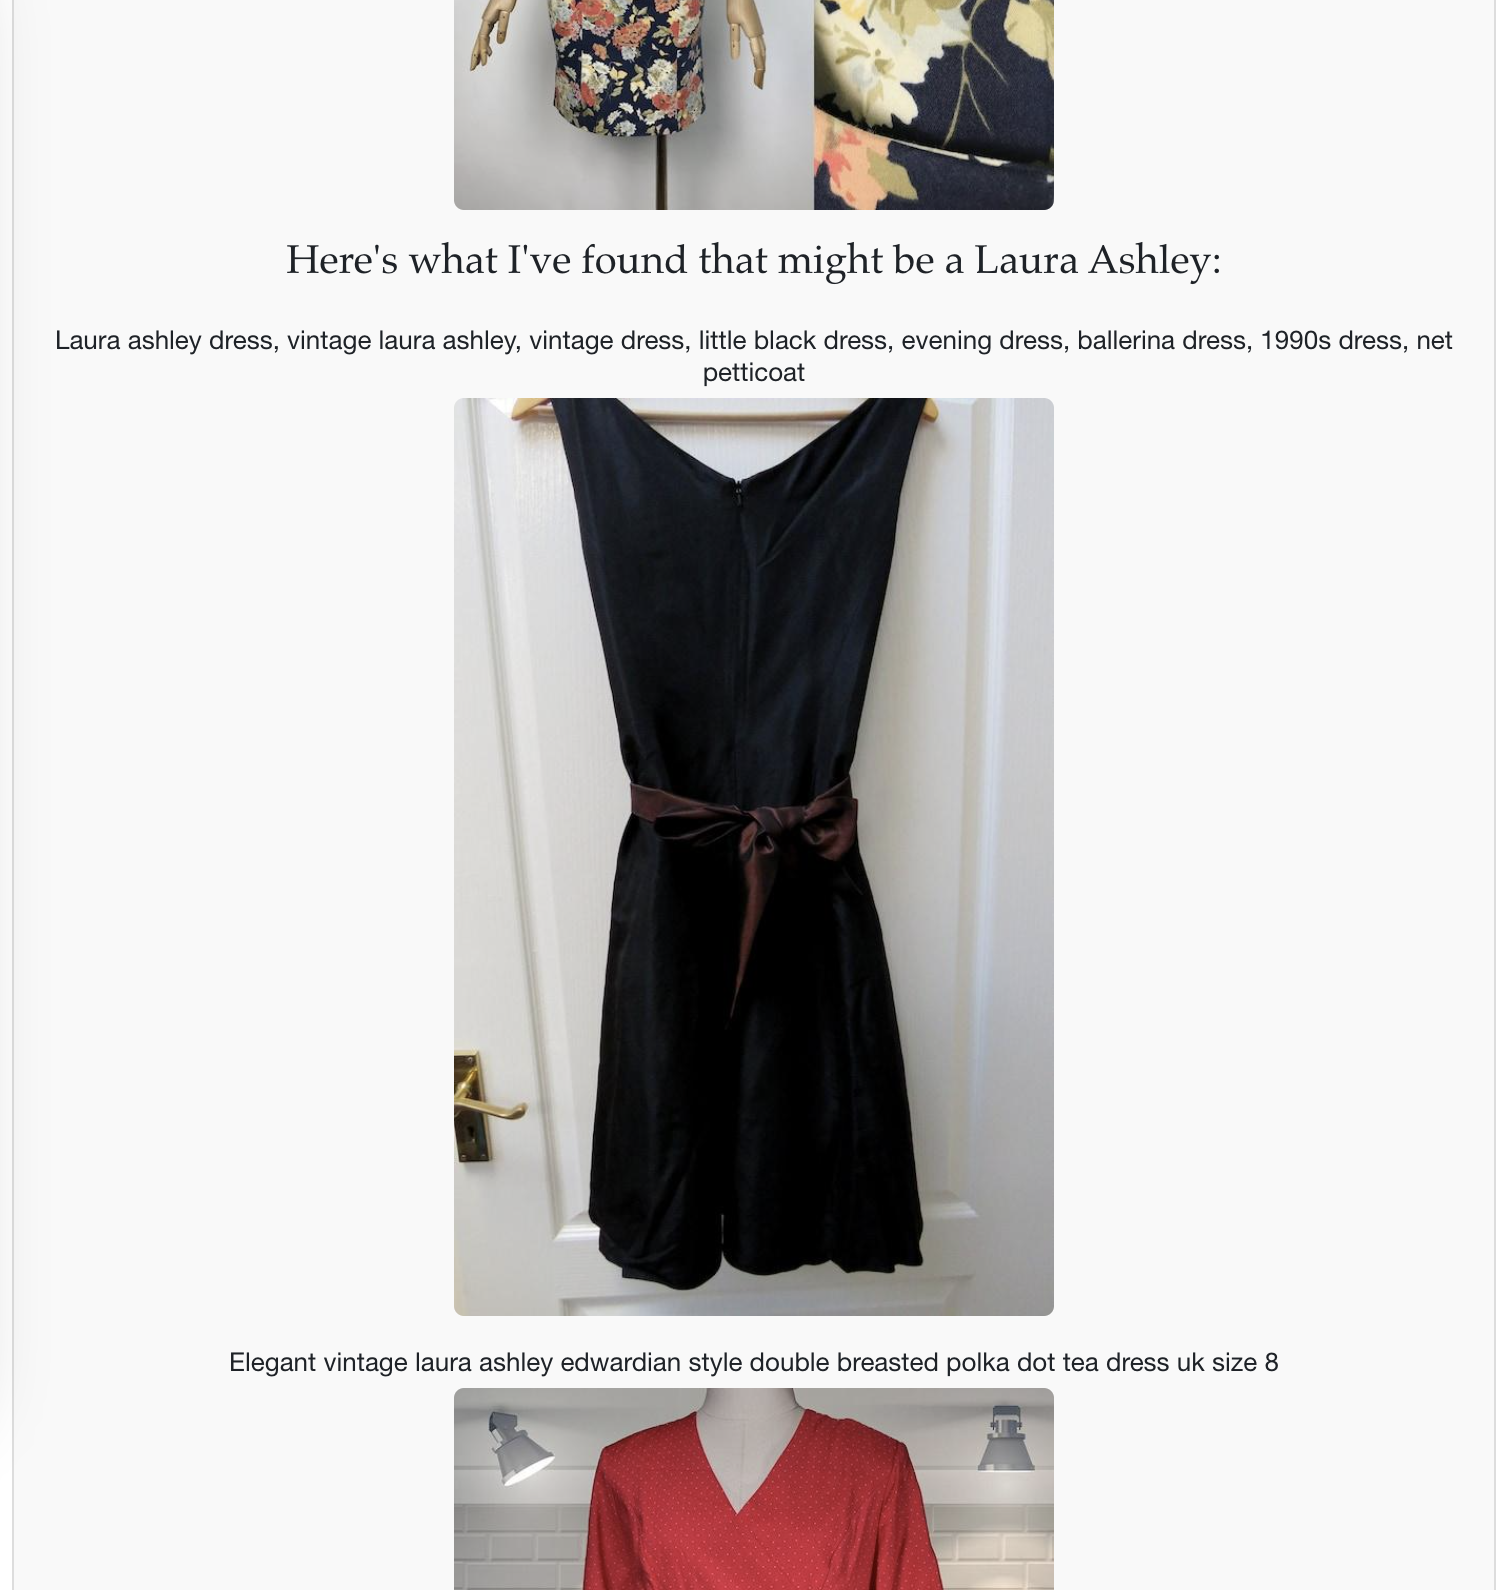 Here's what I've found that might be a Laura Ashley:
Laura ashley dress, vintage laura ashley, vintage dress, little black dress, evening dress, ballerina dress, 1990s dress, net
petticoat
Elegant vintage laura ashley edwardian style double breasted polka dot tea dress uk size 8